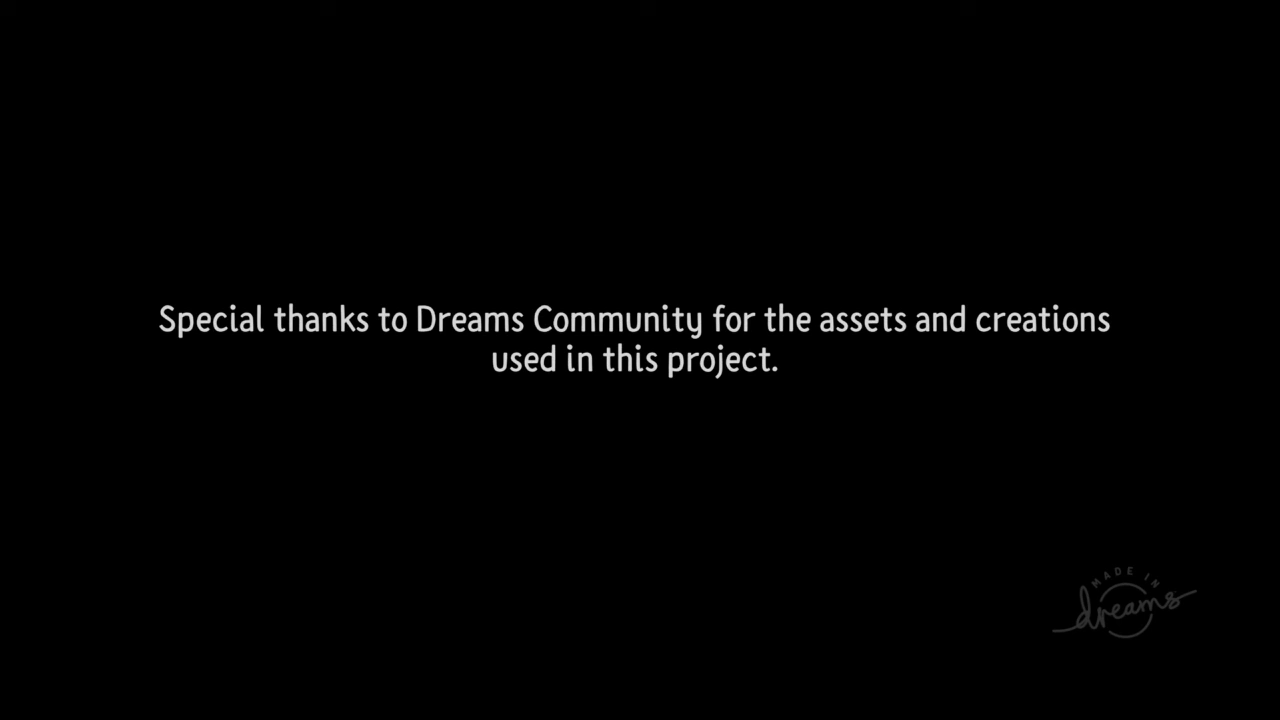 Special thanks to Dreams Community for the assets and creations
used in this project.
MADE IN
dreams